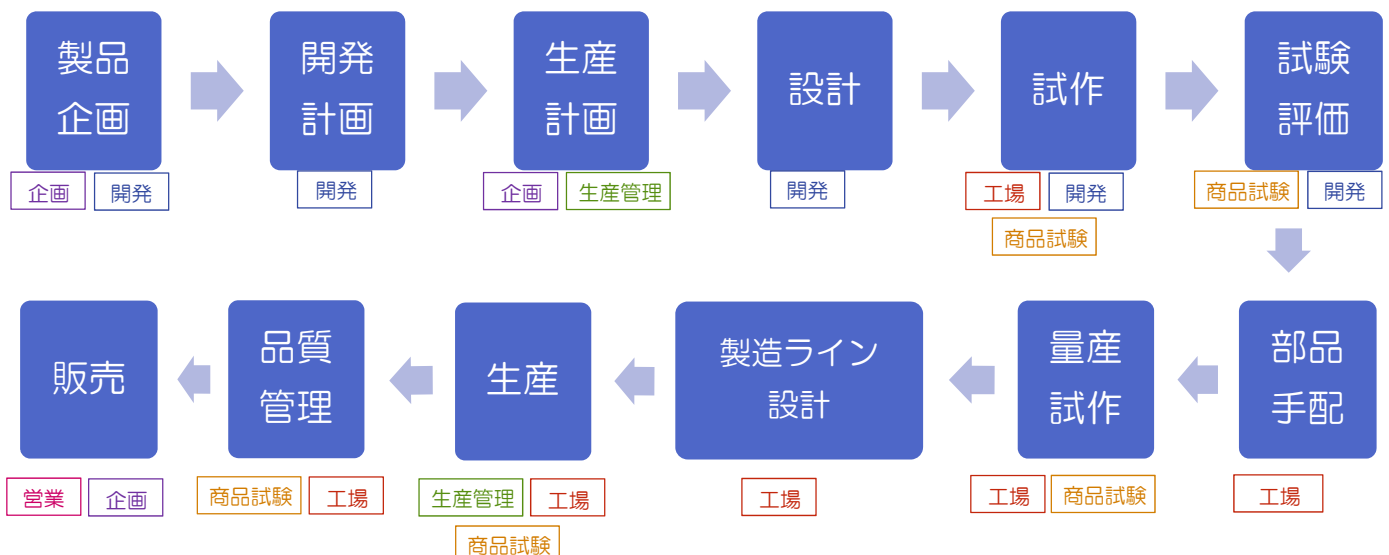 製品
企画
開発
計画
生産
計画
設計
試作
試験
評価
企画 開発
開発
企画 生産管理
開発
工場 開発
商品試験
商品試験 開発
販売
品質
管理
生産
製造ライン
設計
量産
試作
部品
手配
営業 企画
商品試験 工場
生産管理 工場
商品試験
工場
工場 商品試験
工場